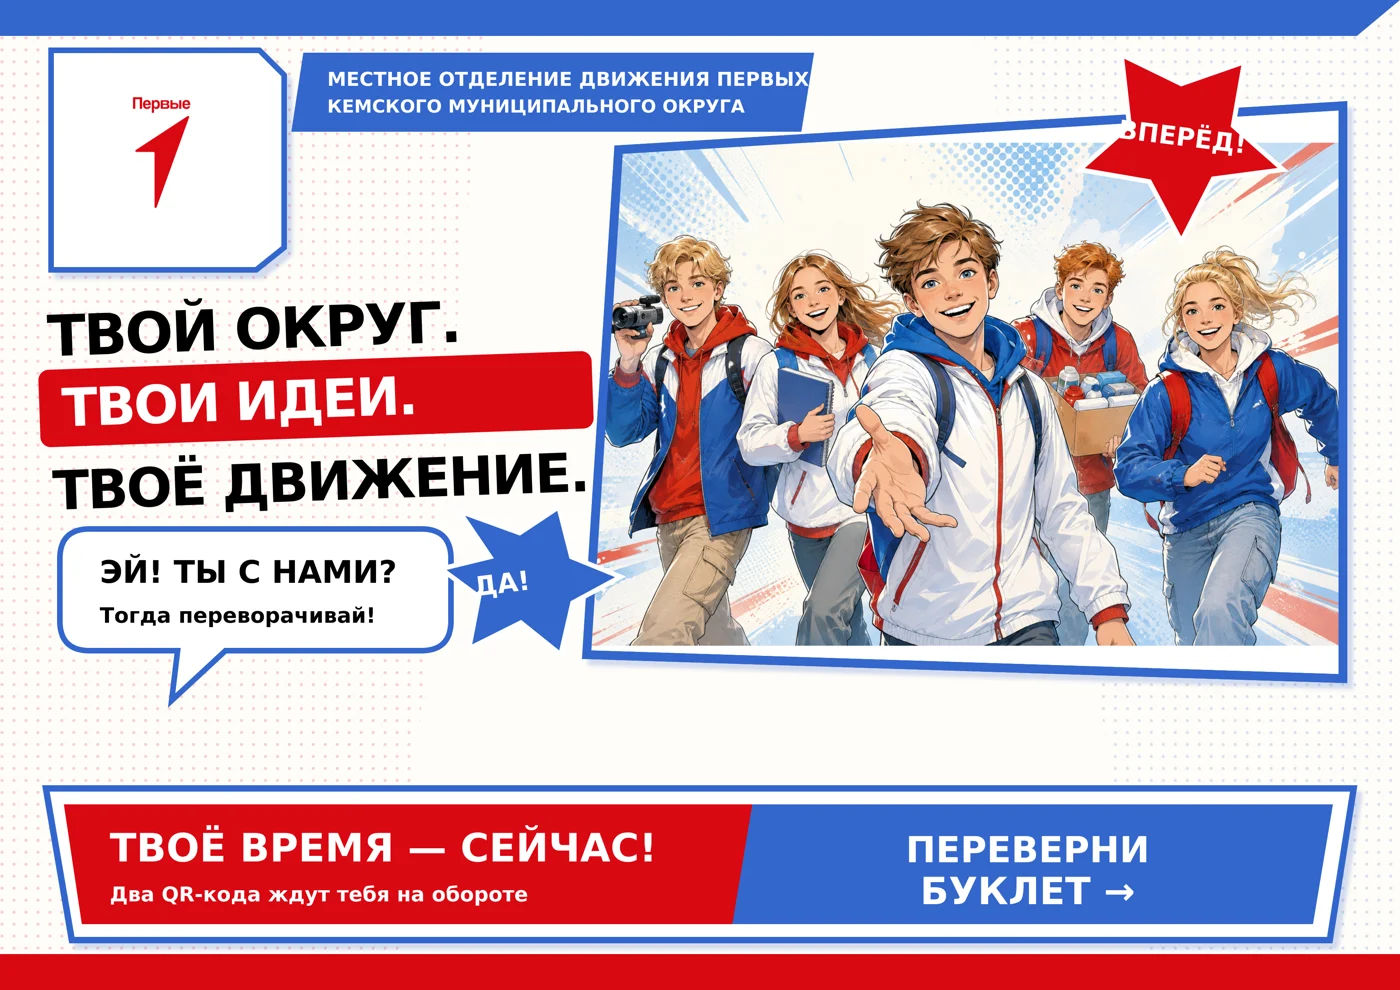 Первые
МЕСТНОЕ ОТДЕЛЕНИЕ ДВИЖЕНИЯ ПЕРВЫХ
КЕМСКОГО МУНИЦИПАЛЬНОГО ОКРУГА
ВПЕРЁД!
ТВОЙ ОКРУГ.
ТВОИ ИДЕИ.
ТВОЁ ДВИЖЕНИЕ.
ЭЙ! ТЫ С НАМИ?
Тогда переворачивай!
ДА!
ТВОЁ ВРЕМЯ — СЕЙЧАС!
Два QR-кода ждут тебя на обороте
ПЕРЕВЕРНИ
БУКЛЕТ →